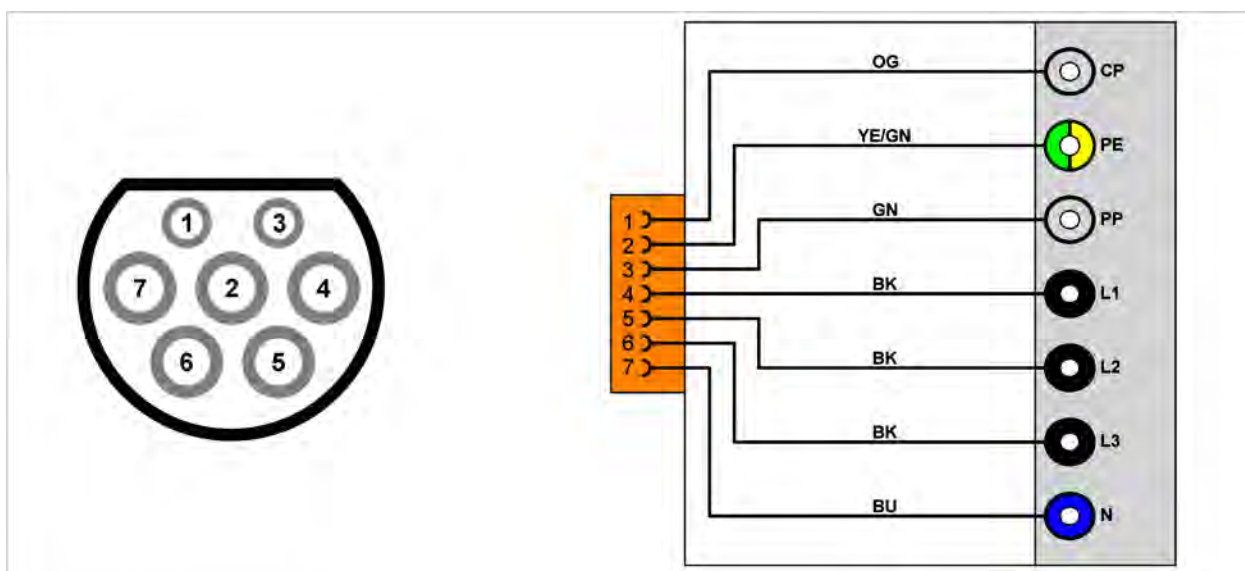 1 3
7 2 4
6 5
1
2
3
4
5
6
7
OG CP
YE/GN PE
GN PP
BK L1
BK L2
BK L3
BU N